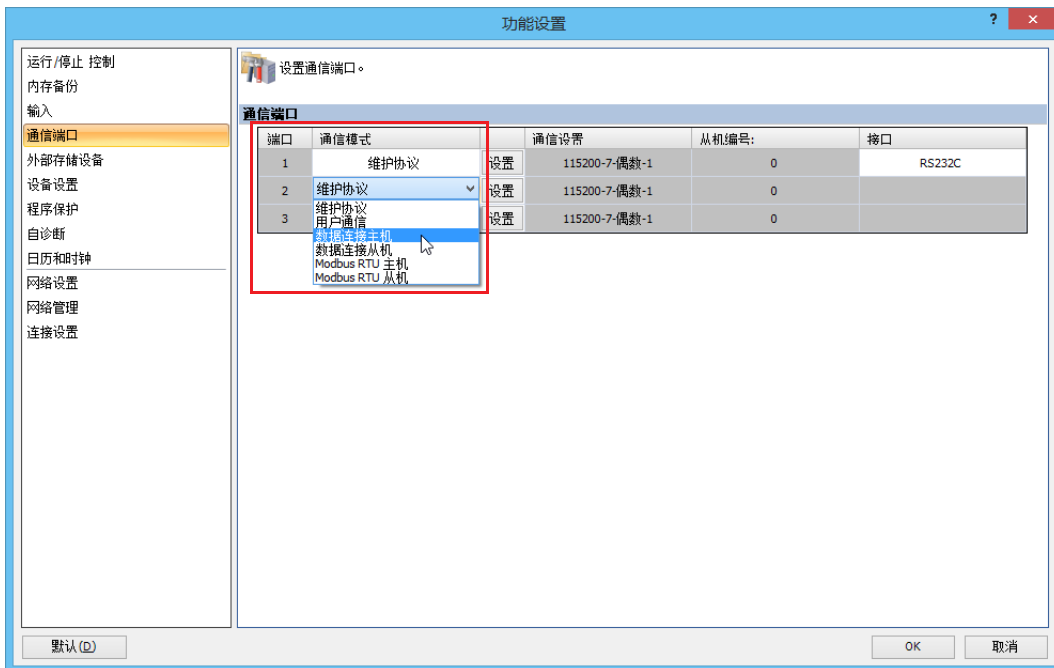 功能设置
?
×
运行/停止 控制
内存备份
输入
通信端口
外部存储设备
设备设置
程序保护
自诊断
日历和时钟
网络设置
网络管理
连接设置
设置通信端口。
通信端口
端口 通信模式 通信设置 从机编号: 接口
1 维护协议 设置 115200-7-偶数-1 0 RS232C
2 维护协议 设置 115200-7-偶数-1 0
3 设置 115200-7-偶数-1 0
维护协议
用户通信
数据连接主机
数据连接从机
Modbus RTU 主机
Modbus RTU 从机
默认(D) OK 取消